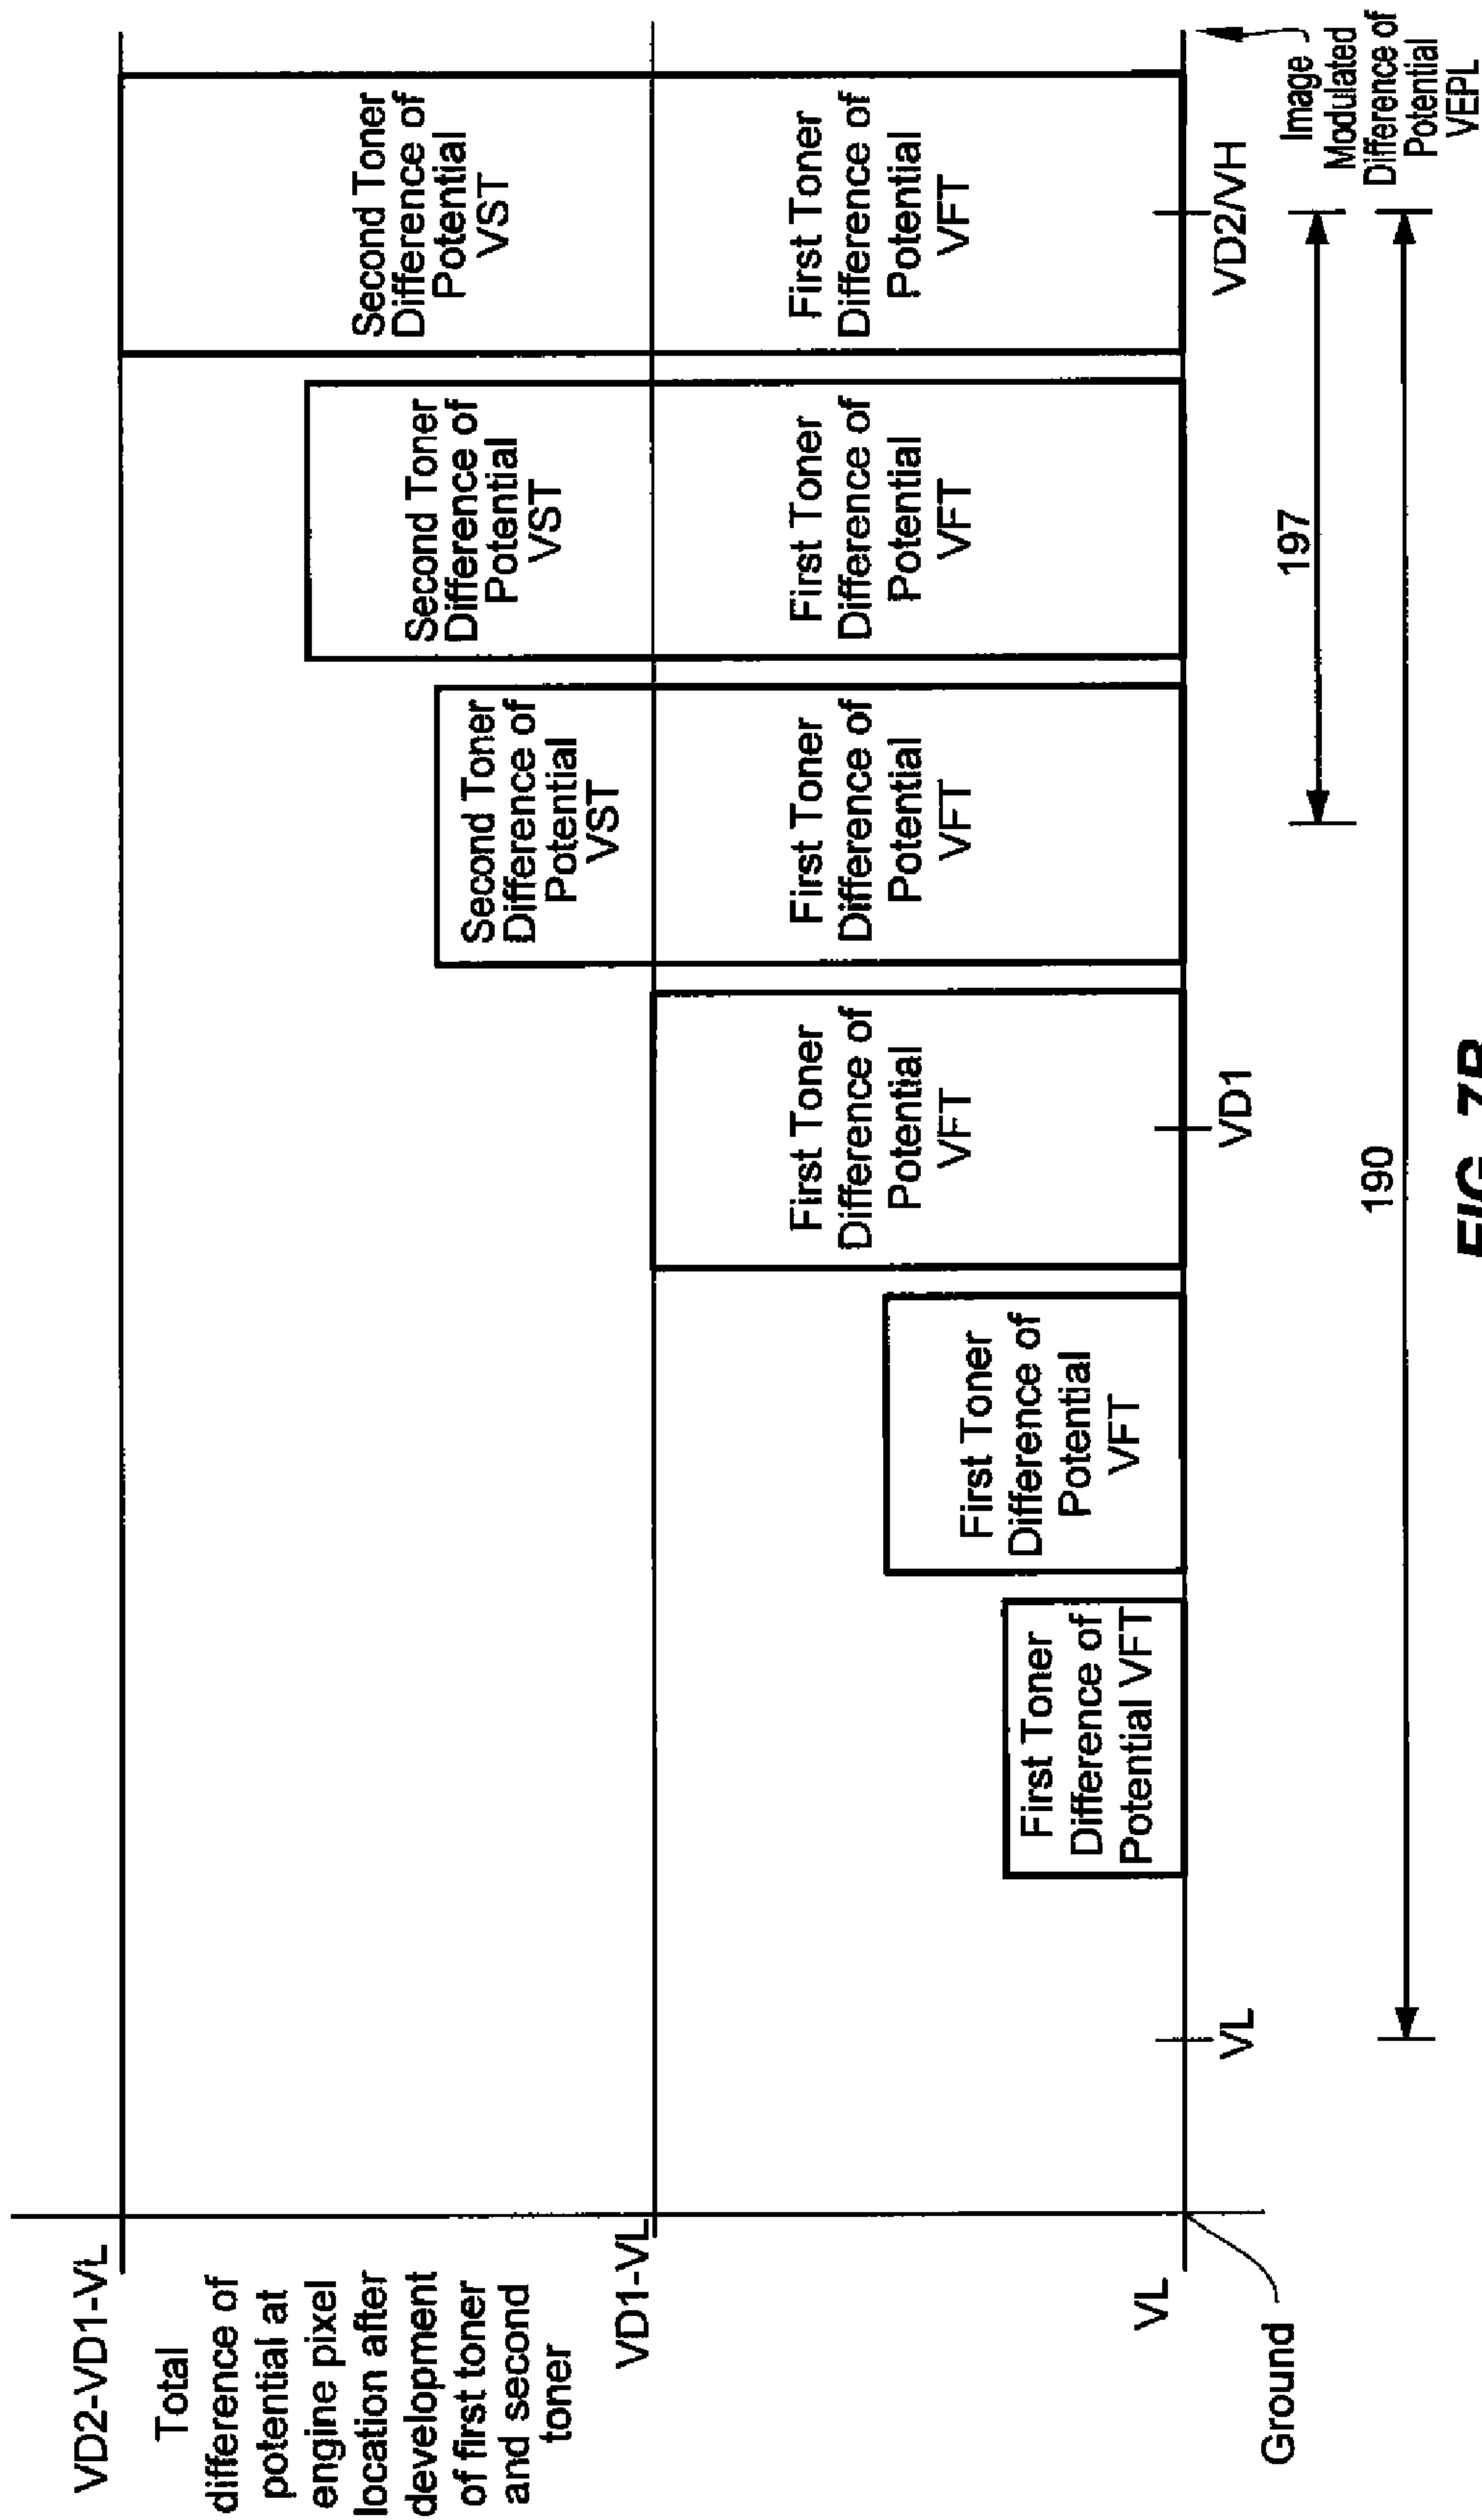 VD2-VD1-VL
Total
difference of
potential at
engine pixel
location after
development
of first toner
and second
toner
VD1-VL
VL
Ground
VL
First Toner
Difference of
Potential VFT
First Toner
Difference of
Potential
VFT
First Toner
Difference of
Potential
VFT
VD1
Second Toner
Difference of
Potential
VST
First Toner
Difference of
Potential
VFT
Second Toner
Difference of
Potential
VST
First Toner
Difference of
Potential
VFT
Second Toner
Difference of
Potential
VST
First Toner
Difference of
Potential
VFT
VD2/VH
Image
Modulated
Difference of
Potential
VEPL
197
190
FIG. 7B